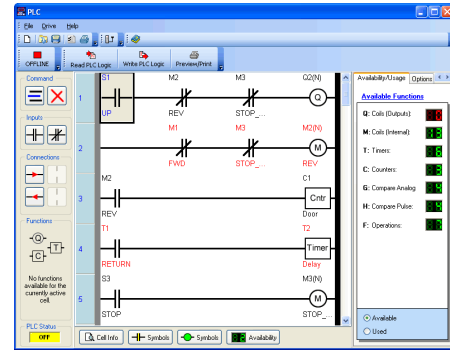 PLC
File Drive Help
OFFLINE Read PLC Logic Write PLC Logic Preview/Print
Command
Inputs
Connections
Functions
Q
T
C
No functions
available for the
currently active
cell.
PLC Status
OFF
S1 M2 M3 Q2(N)
1 Q
UP REV STOP_...
M1 M3 M2(N)
2 M
FWD STOP_... REV
M2 C1
3 Cntr
REV Door
T1 T2
4 Timer
RETURN Delay
S3 M3(N)
5 M
STOP STOP_...
Cell Info Symbols Symbols Availability
Availability/Usage Options
Available Functions
Q: Coils (Outputs):
M: Coils (Internal):
T: Timers:
C: Counters:
G: Compare Analog
H: Compare Pulse:
F: Operations:
Available
Used